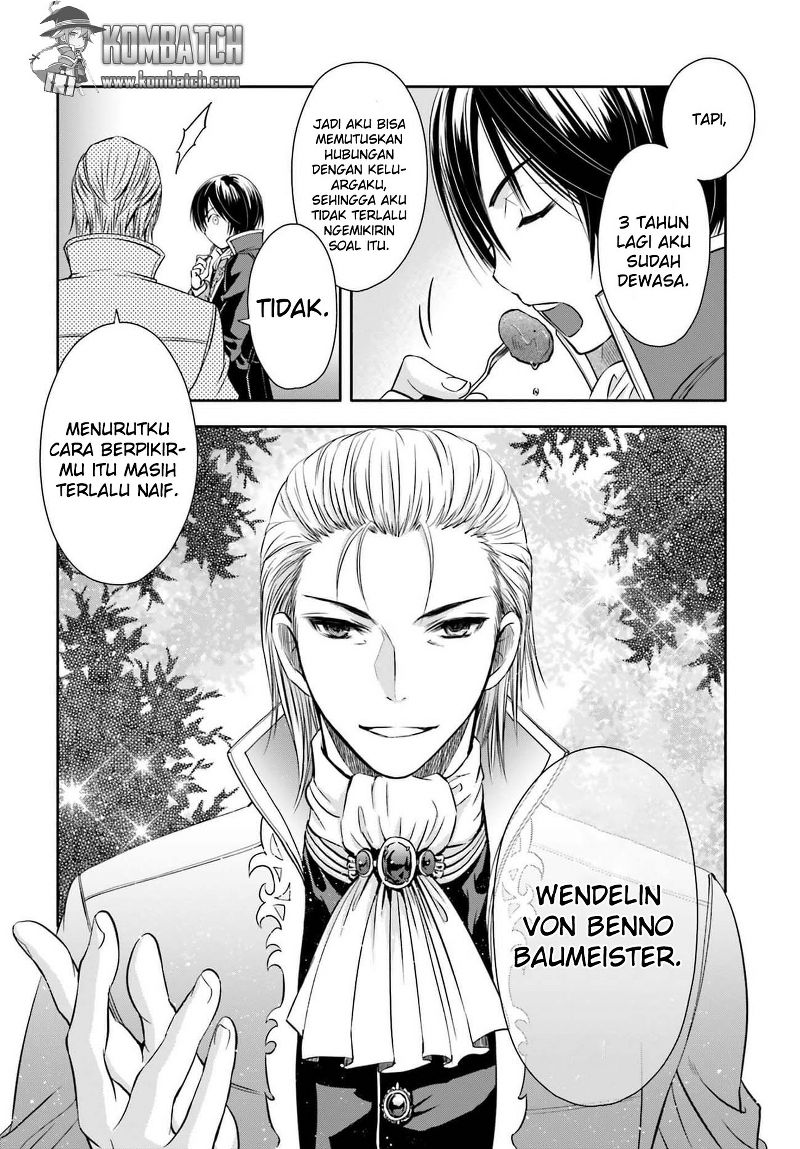 KOMBATCH
www.kombatch.com
TAPI,
3 TAHUN
LAGI AKU
SUDAH
DEWASA.
JADI AKU BISA
MEMUTUSKAN
HUBUNGAN
DENGAN KELU-
ARGAKU,
SEHINGGA AKU
TIDAK TERLALU
NGEMIKIRIN
SOAL ITU.
TIDAK.
MENURUTKU
CARA BERPIKIR-
MU ITU MASIH
TERLALU NAIF.
WENDELIN
VON BENNO
BAUMEISTER.